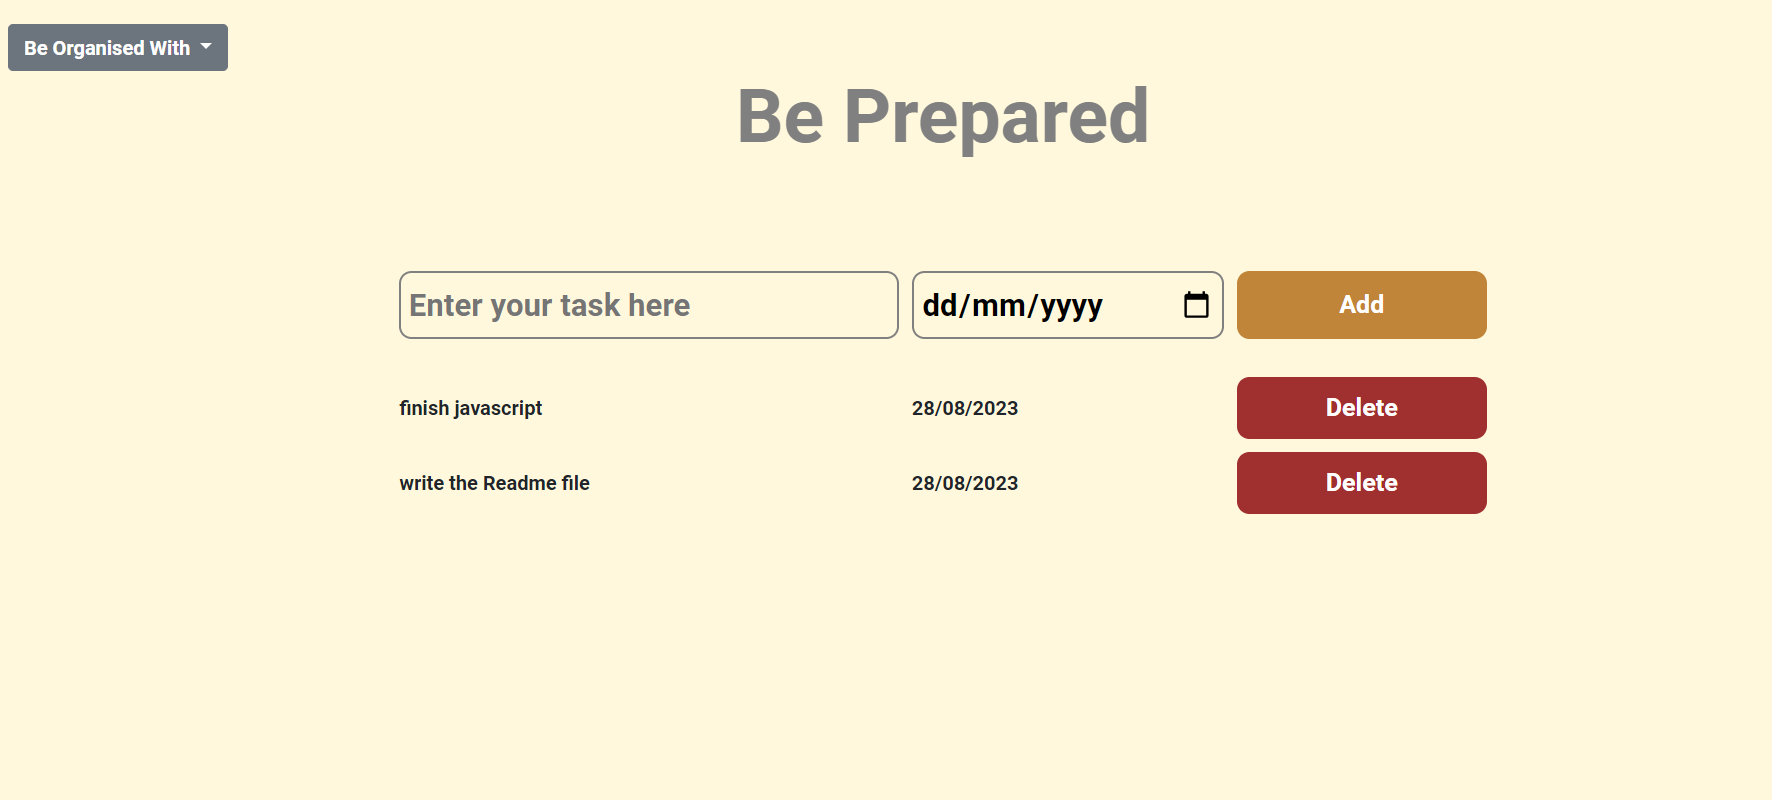 Be Organised With
Be Prepared
Enter your task here dd/mm/yyyy Add
finish javascript 28/08/2023 Delete
write the Readme file 28/08/2023 Delete